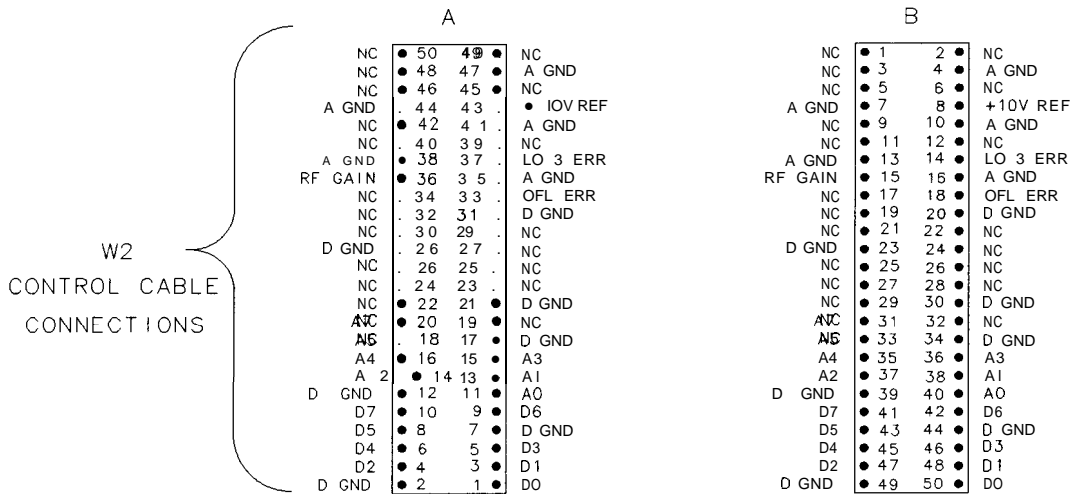 A B
NC 50 49 NC NC 1 2 NC
NC 48 47 A GND NC 3 4 A GND
NC 46 45 NC NC 5 6 NC
A GND 44 43 IOV REF A GND 7 8 +10V REF
NC 42 41 A GND NC 9 10 A GND
NC 40 39 NC NC 11 12 NC
A GND 38 37 LO 3 ERR A GND 13 14 LO 3 ERR
RF GAIN 36 35 A GND RF GAIN 15 16 A GND
NC 34 33 OFL ERR NC 17 18 OFL ERR
NC 32 31 D GND NC 19 20 D GND
NC 30 29 NC NC 21 22 NC
D GND 26 27 NC D GND 23 24 NC
NC 26 25 NC NC 25 26 NC
NC 24 23 NC NC 27 28 NC
NC 22 21 D GND NC 29 30 D GND
20 19 NC 31 32 NC
18 17 D GND 33 34 D GND
A4 16 15 A3 A4 35 36 A3
A 2 14 13 AI A2 37 38 AI
D GND 12 11 A0 D GND 39 40 A0
D7 10 9 D6 D7 41 42 D6
D5 8 7 D GND D5 43 44 D GND
D4 6 5 D3 D4 45 46 D3
D2 4 3 D1 D2 47 48 D1
D GND 2 1 D0 D GND 49 50 D0
W2
CONTROL CABLE
CONNECTIONS